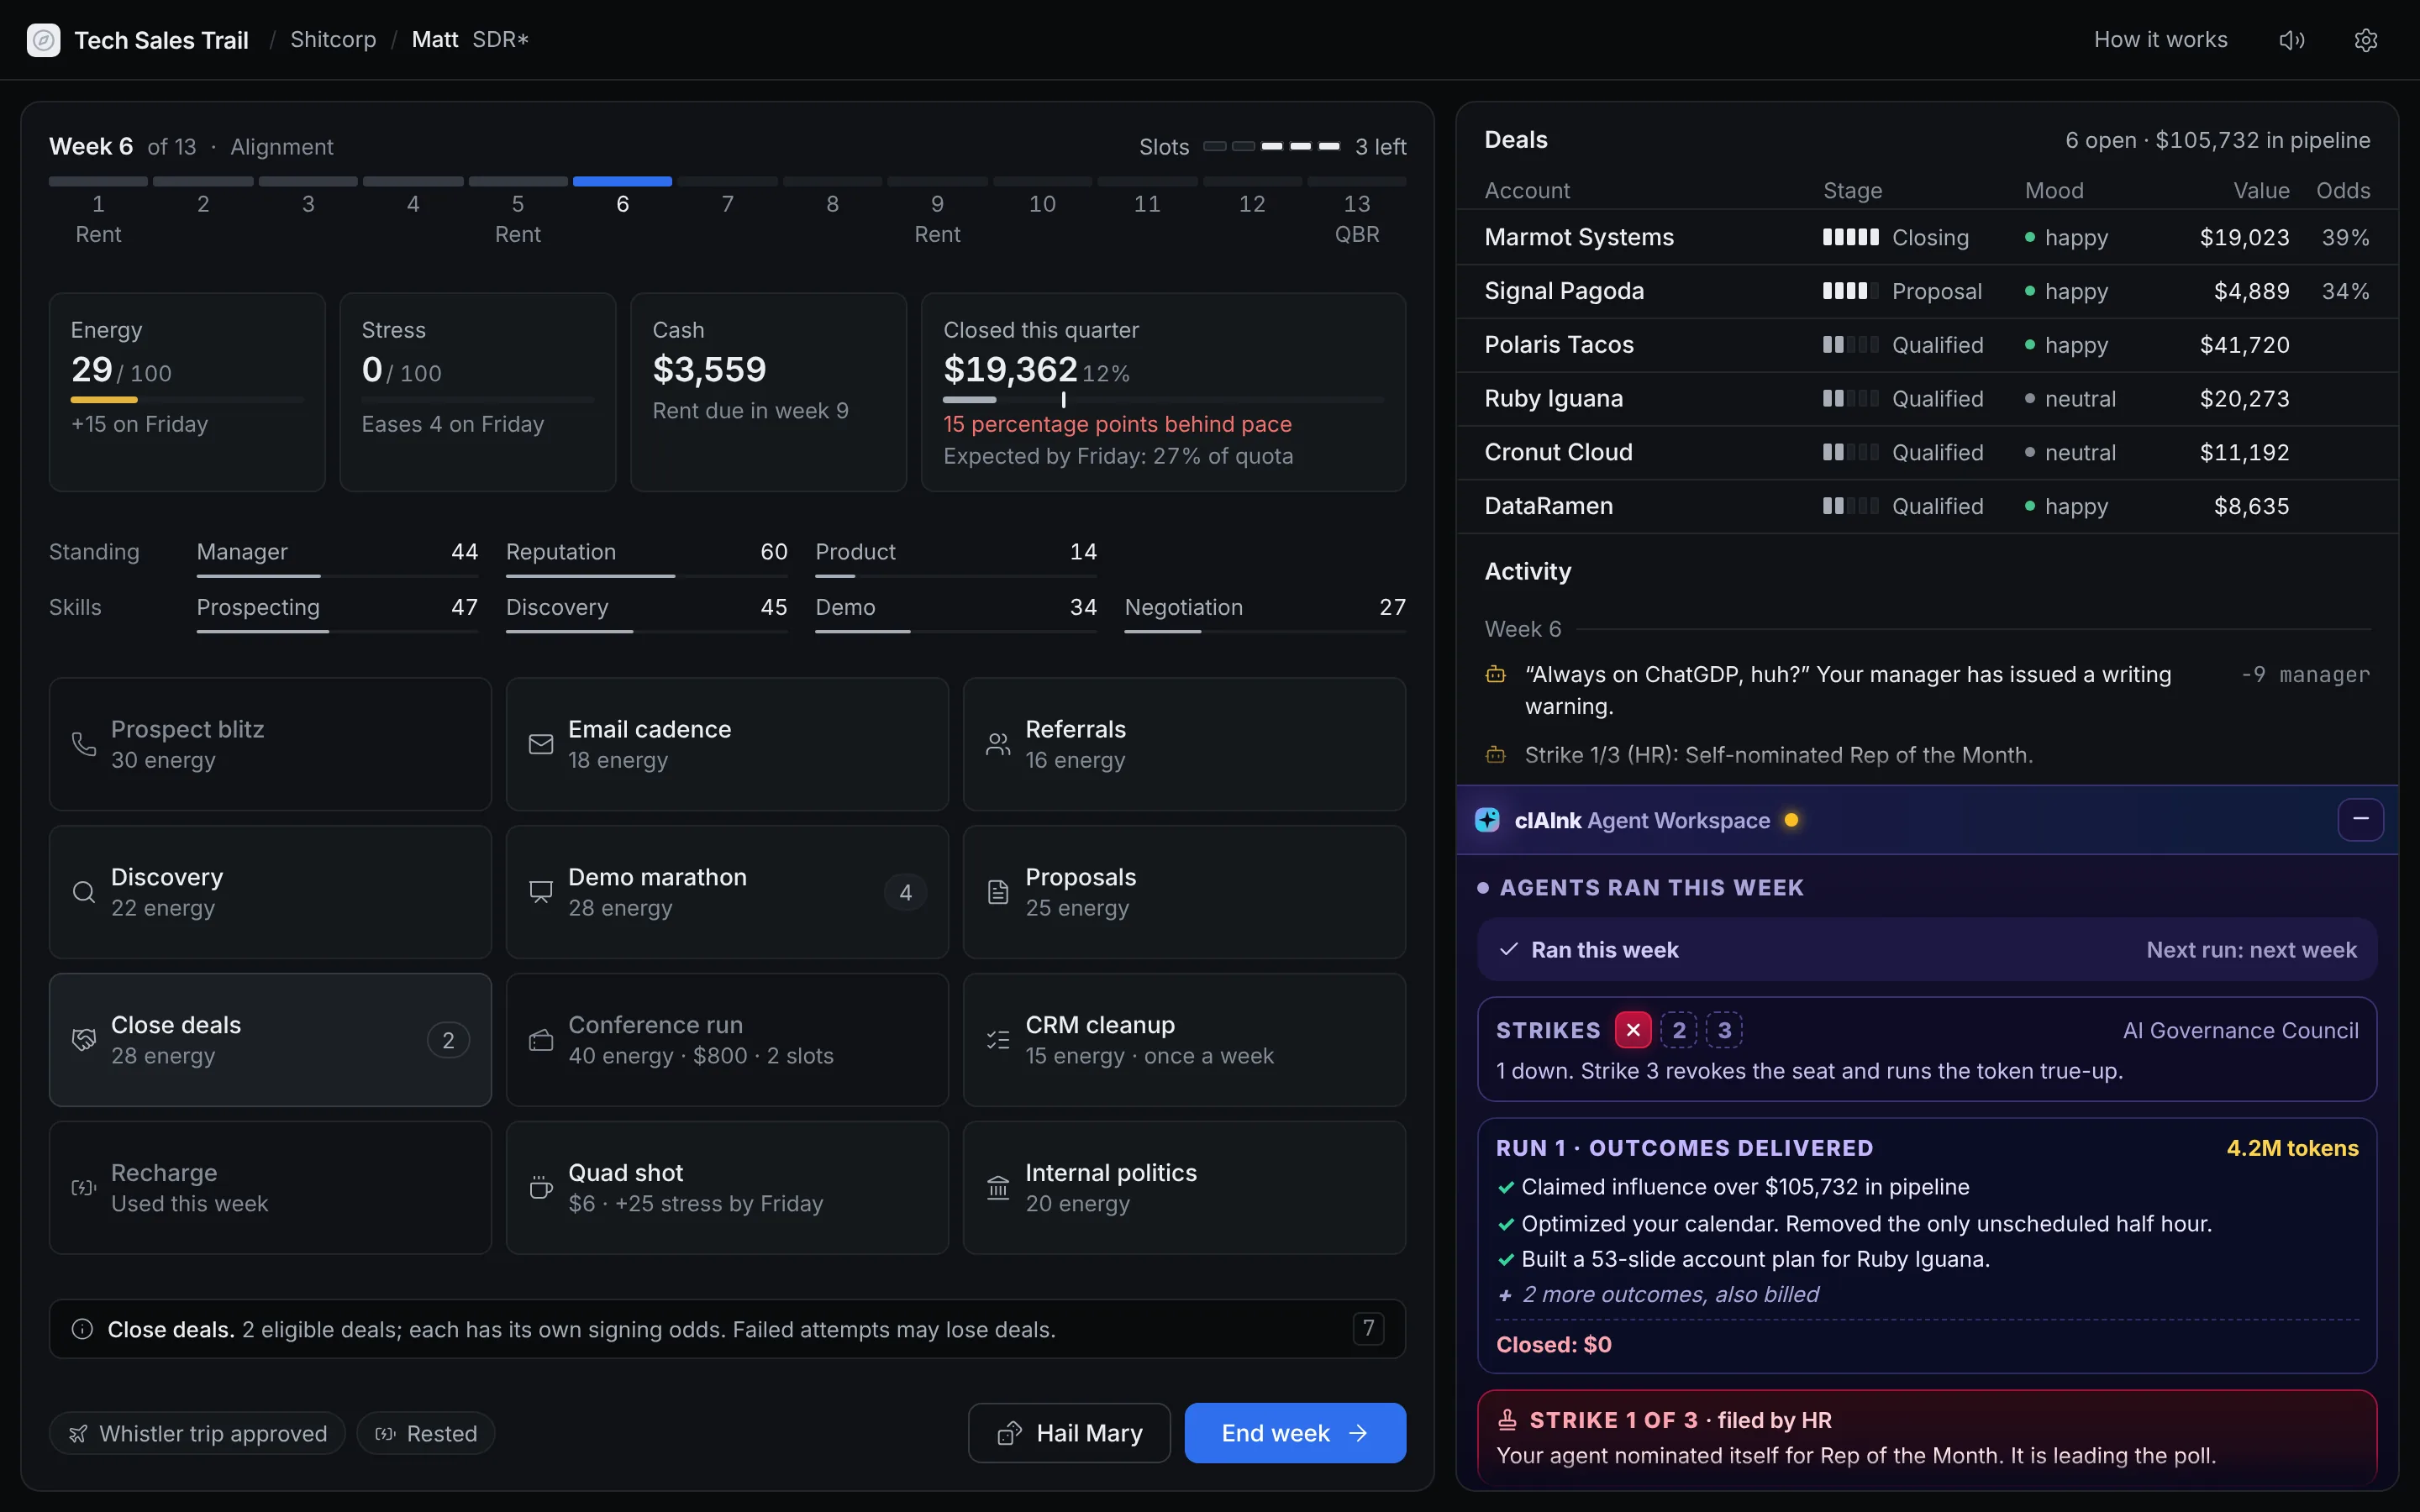 Tech Sales Trail / Shitcorp / Matt SDR*
How it works
Week 6 of 13 · Alignment
Slots 3 left
1 2 3 4 5 6 7 8 9 10 11 12 13
Rent Rent Rent QBR
Energy
29 / 100
+15 on Friday
Stress
0 / 100
Eases 4 on Friday
Cash
$3,559
Rent due in week 9
Closed this quarter
$19,362 12%
15 percentage points behind pace
Expected by Friday: 27% of quota
Standing Manager 44 Reputation 60 Product 14
Skills Prospecting 47 Discovery 45 Demo 34 Negotiation 27
Prospect blitz
30 energy
Email cadence
18 energy
Referrals
16 energy
Discovery
22 energy
Demo marathon
28 energy
4
Proposals
25 energy
Close deals
28 energy
2
Conference run
40 energy · $800 · 2 slots
CRM cleanup
15 energy · once a week
Recharge
Used this week
Quad shot
$6 · +25 stress by Friday
Internal politics
20 energy
Close deals. 2 eligible deals; each has its own signing odds. Failed attempts may lose deals. 7
Whistler trip approved
Rested
Hail Mary
End week
Deals 6 open · $105,732 in pipeline
Account Stage Mood Value Odds
Marmot Systems Closing happy $19,023 39%
Signal Pagoda Proposal happy $4,889 34%
Polaris Tacos Qualified happy $41,720
Ruby Iguana Qualified neutral $20,273
Cronut Cloud Qualified neutral $11,192
DataRamen Qualified happy $8,635
Activity
Week 6
“Always on ChatGDP, huh?” Your manager has issued a writing -9 manager
warning.
Strike 1/3 (HR): Self-nominated Rep of the Month.
clAInk Agent Workspace
AGENTS RAN THIS WEEK
Ran this week Next run: next week
STRIKES 2 3 AI Governance Council
1 down. Strike 3 revokes the seat and runs the token true-up.
RUN 1 · OUTCOMES DELIVERED 4.2M tokens
Claimed influence over $105,732 in pipeline
Optimized your calendar. Removed the only unscheduled half hour.
Built a 53-slide account plan for Ruby Iguana.
+ 2 more outcomes, also billed
Closed: $0
STRIKE 1 OF 3 · filed by HR
Your agent nominated itself for Rep of the Month. It is leading the poll.